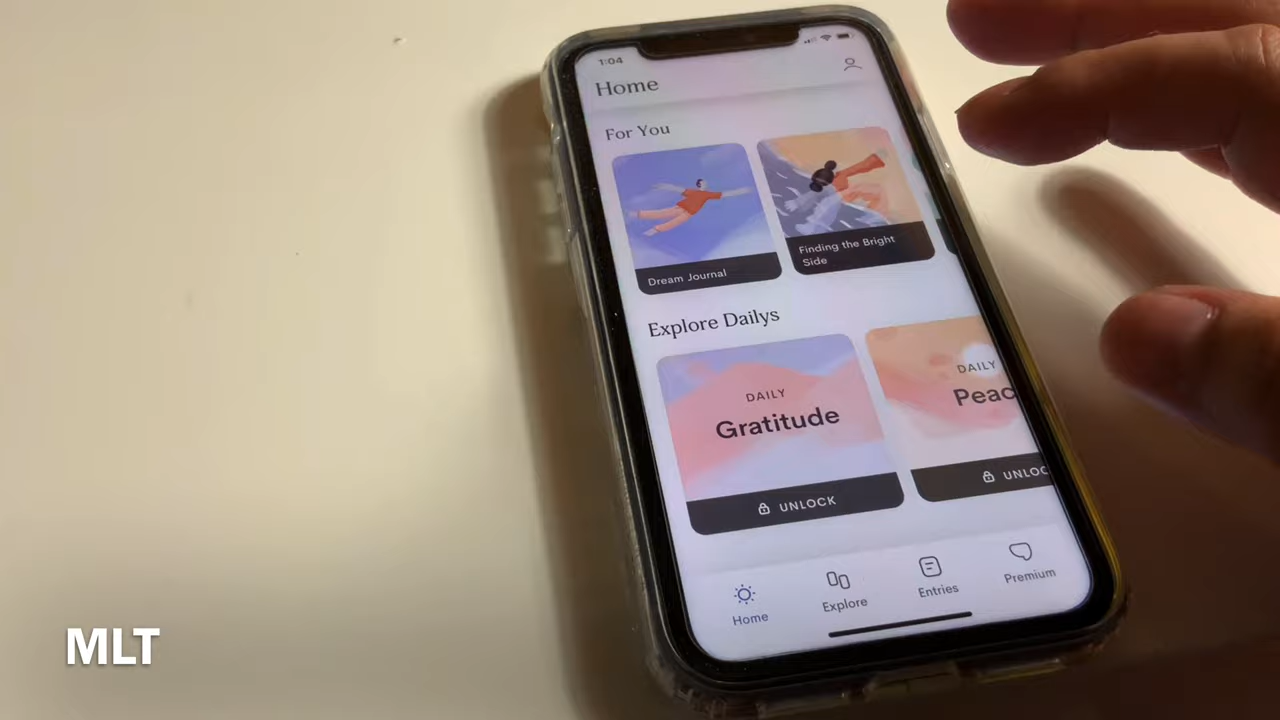 1:04
Home
For You
Dream Journal
Finding the Bright
Side
Explore Dailys
DAILY
Gratitude
UNLOCK
DAILY
Peac
UNLOC
Home
Explore
Entries
Premium
MLT